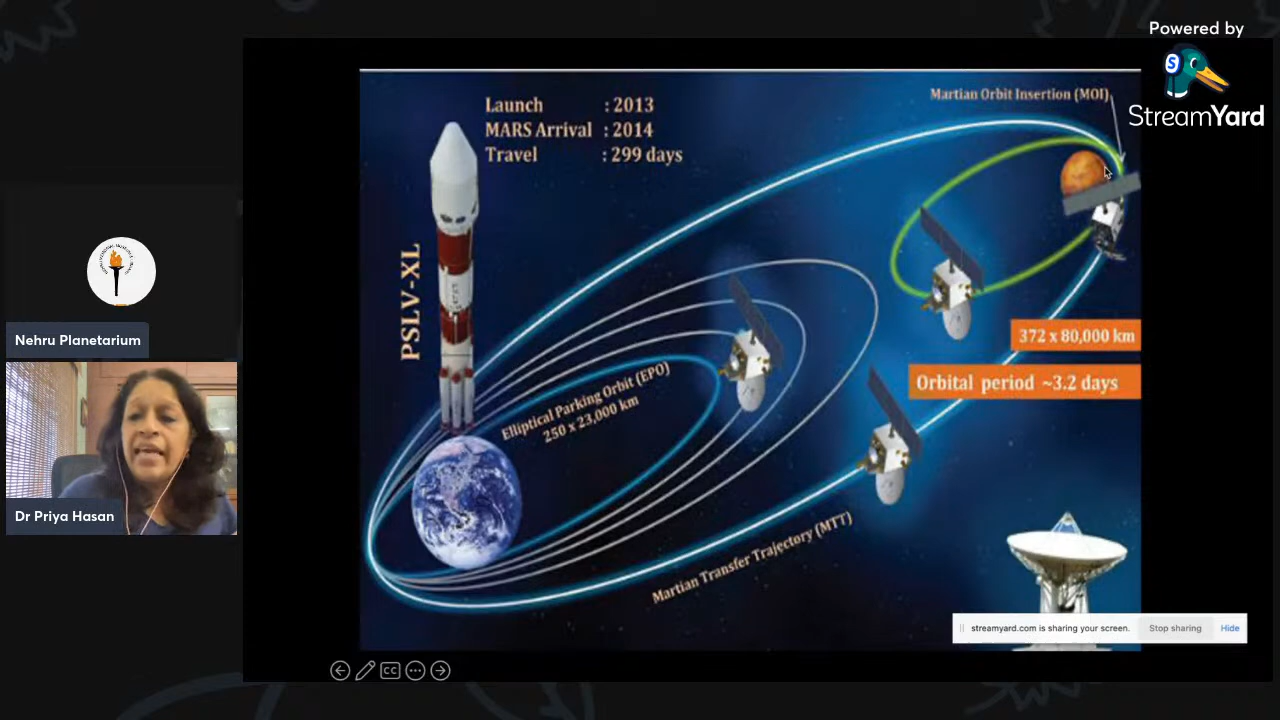 Powered by
StreamYard
Launch : 2013
MARS Arrival : 2014
Travel : 299 days
Martian Orbit Insertion (MOI)
PSLV-XL
Nehru Planetarium
372 x 80,000 km
Orbital period ~3.2 days
Elliptical Parking Orbit (EPO)
250 x 23,000 km
Dr Priya Hasan
Martian Transfer Trajectory (MTT)
streamyard.com is sharing your screen.
Stop sharing
Hide
CC
S